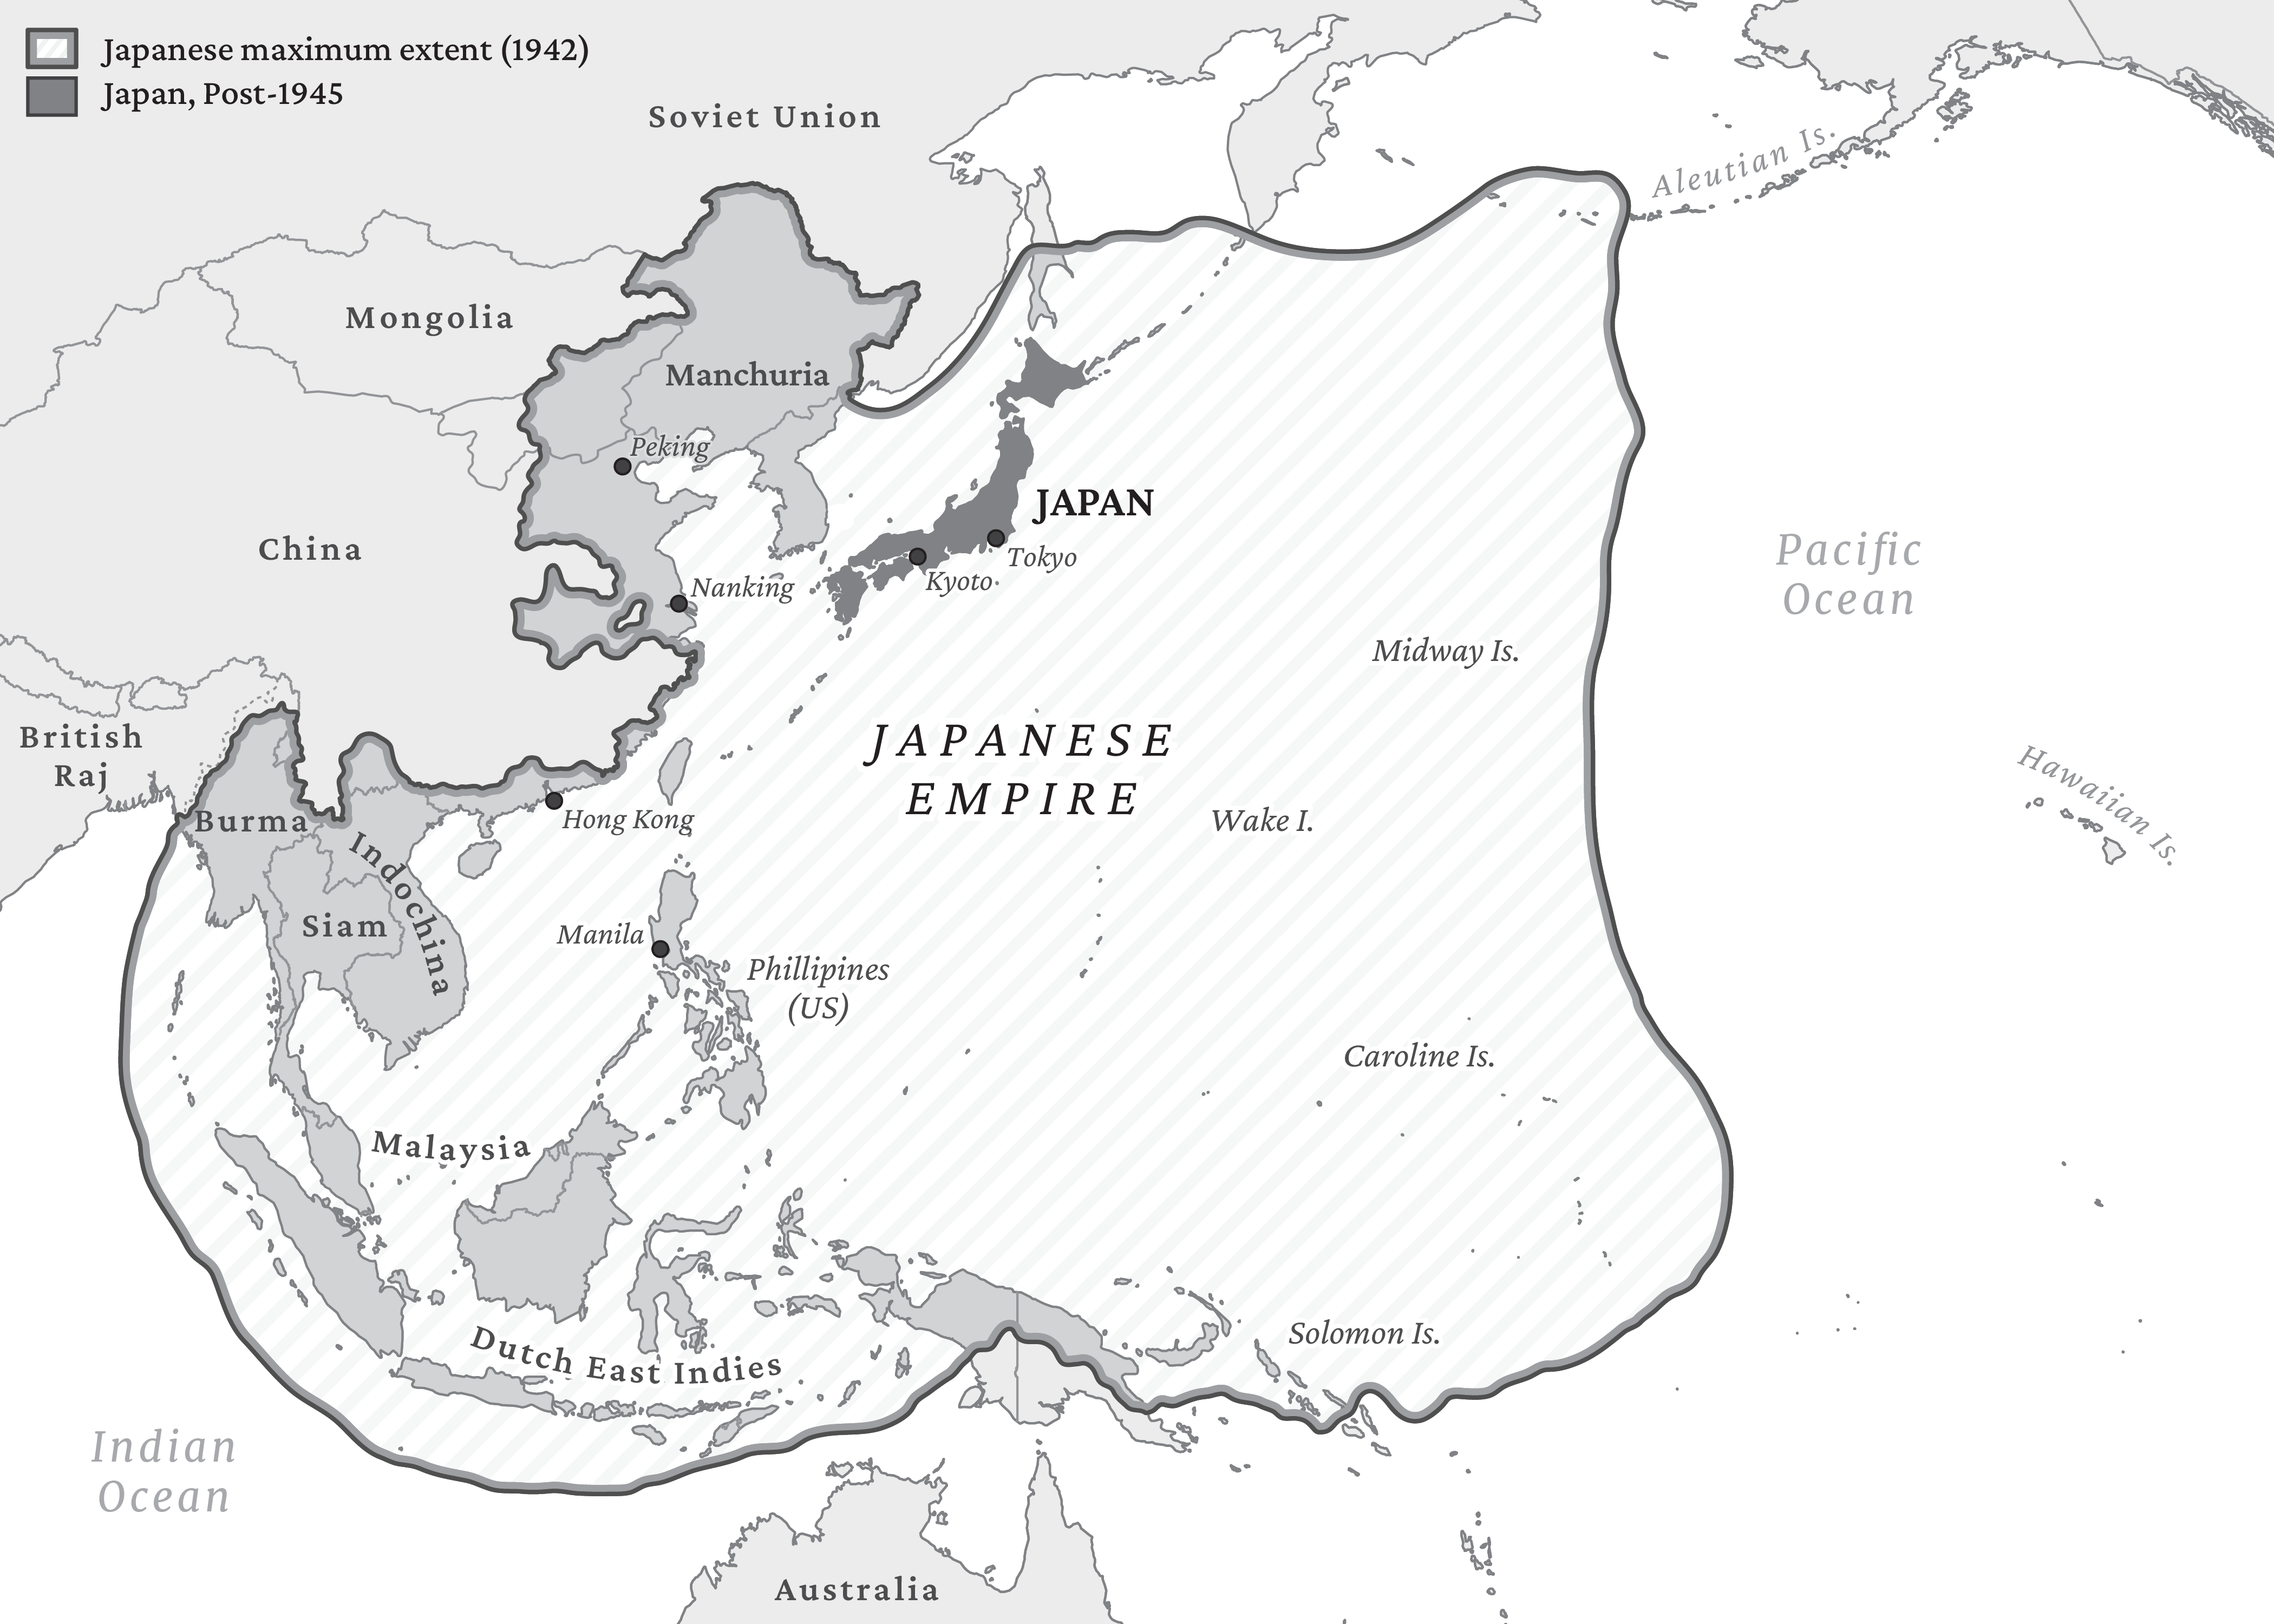 Japanese maximum extent (1942)
Japan, Post-1945
Soviet Union
Aleutian Is.
Mongolia
Manchuria
Peking
JAPAN
Tokyo
Kyoto
China
Nanking
Pacific
Ocean
Midway Is.
British
Raj
JAPANESE
EMPIRE
Hawaiian Is.
Burma
Hong Kong
Wake I.
Indochina
Siam
Manila
Phillipines
(US)
Caroline Is.
Malaysia
Dutch East Indies
Solomon Is.
Indian
Ocean
Australia